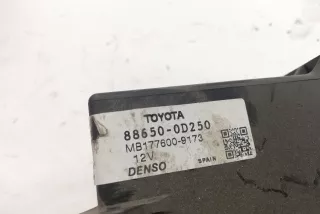 TOYOTA
88650-0D250
MB177600-9173
12V
DENSO SPAIN